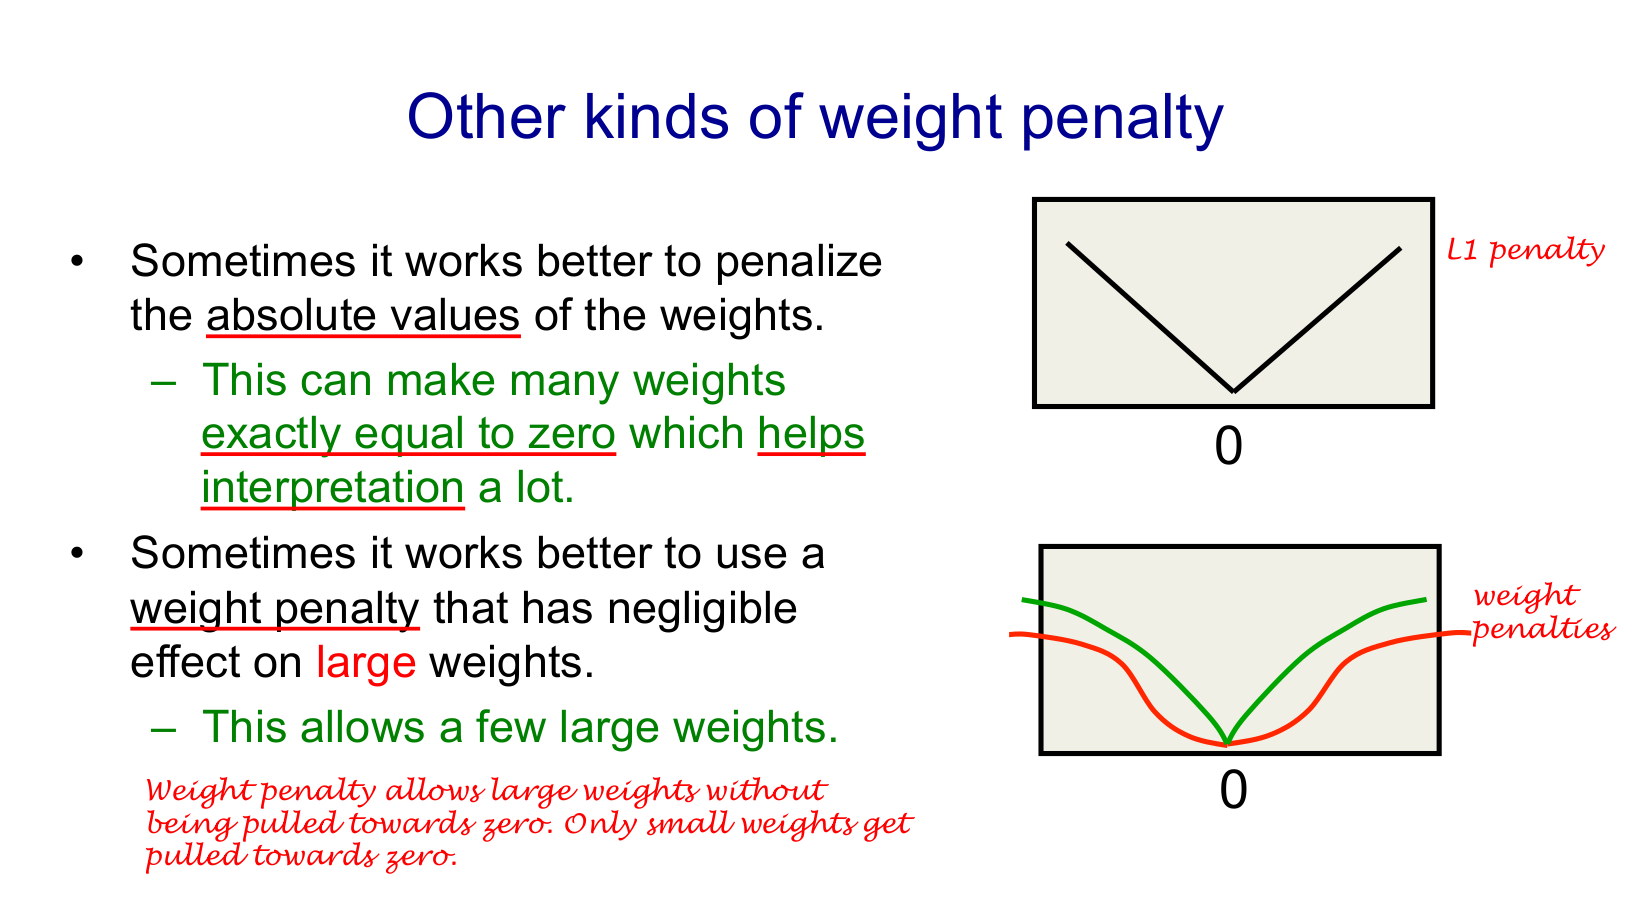 Other kinds of weight penalty
• Sometimes it works better to penalize
the absolute values of the weights.
– This can make many weights
exactly equal to zero which helps
interpretation a lot.
• Sometimes it works better to use a
weight penalty that has negligible
effect on large weights.
– This allows a few large weights.
Weight penalty allows large weights without
being pulled towards zero. Only small weights get
pulled towards zero.
L1 penalty
0
weight
penalties
0